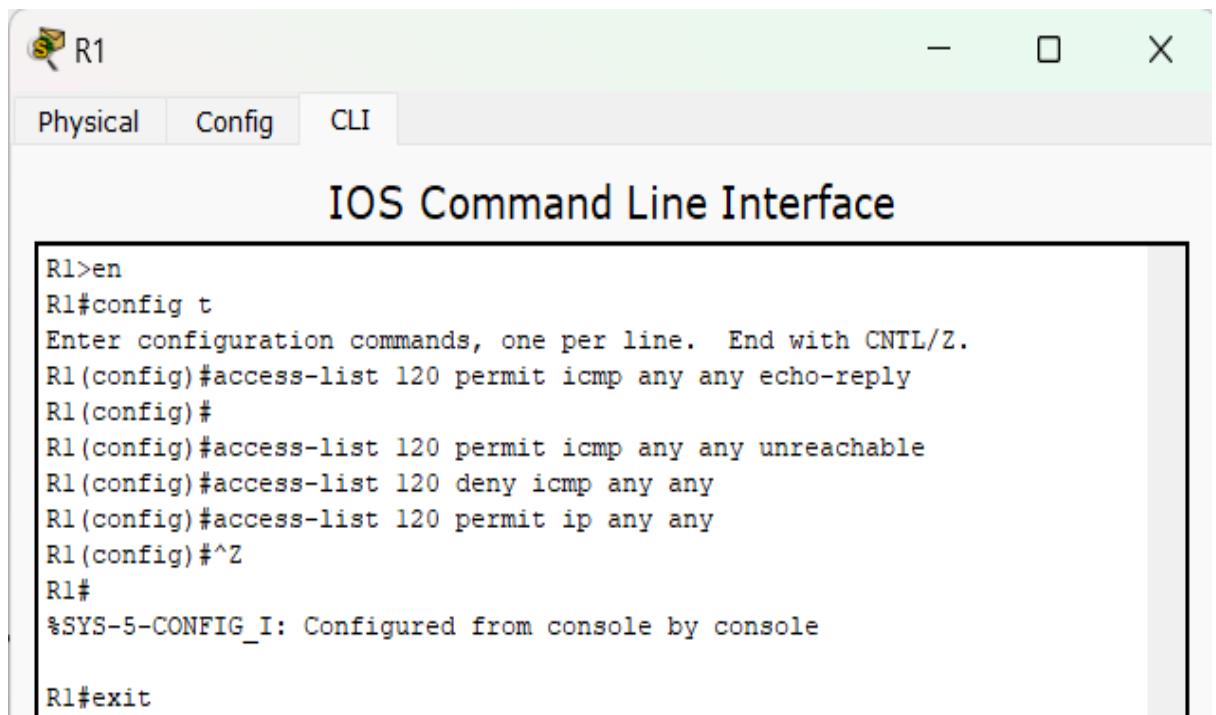 R1
Physical Config CLI
IOS Command Line Interface
R1>en
R1#config t
Enter configuration commands, one per line.  End with CNTL/Z.
R1(config)#access-list 120 permit icmp any any echo-reply
R1(config)#
R1(config)#access-list 120 permit icmp any any unreachable
R1(config)#access-list 120 deny icmp any any
R1(config)#access-list 120 permit ip any any
R1(config)#^Z
R1#
%SYS-5-CONFIG_I: Configured from console by console
R1#exit